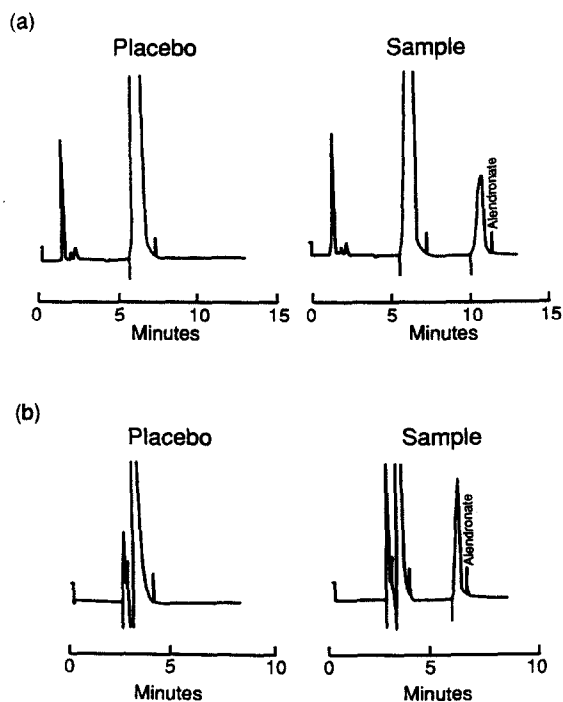 (a)
Placebo
Sample
Alendronate
0 5 10 15
0 5 10 15
Minutes
Minutes
(b)
Placebo
Sample
Alendronate
0 5 10
0 5 10
Minutes
Minutes